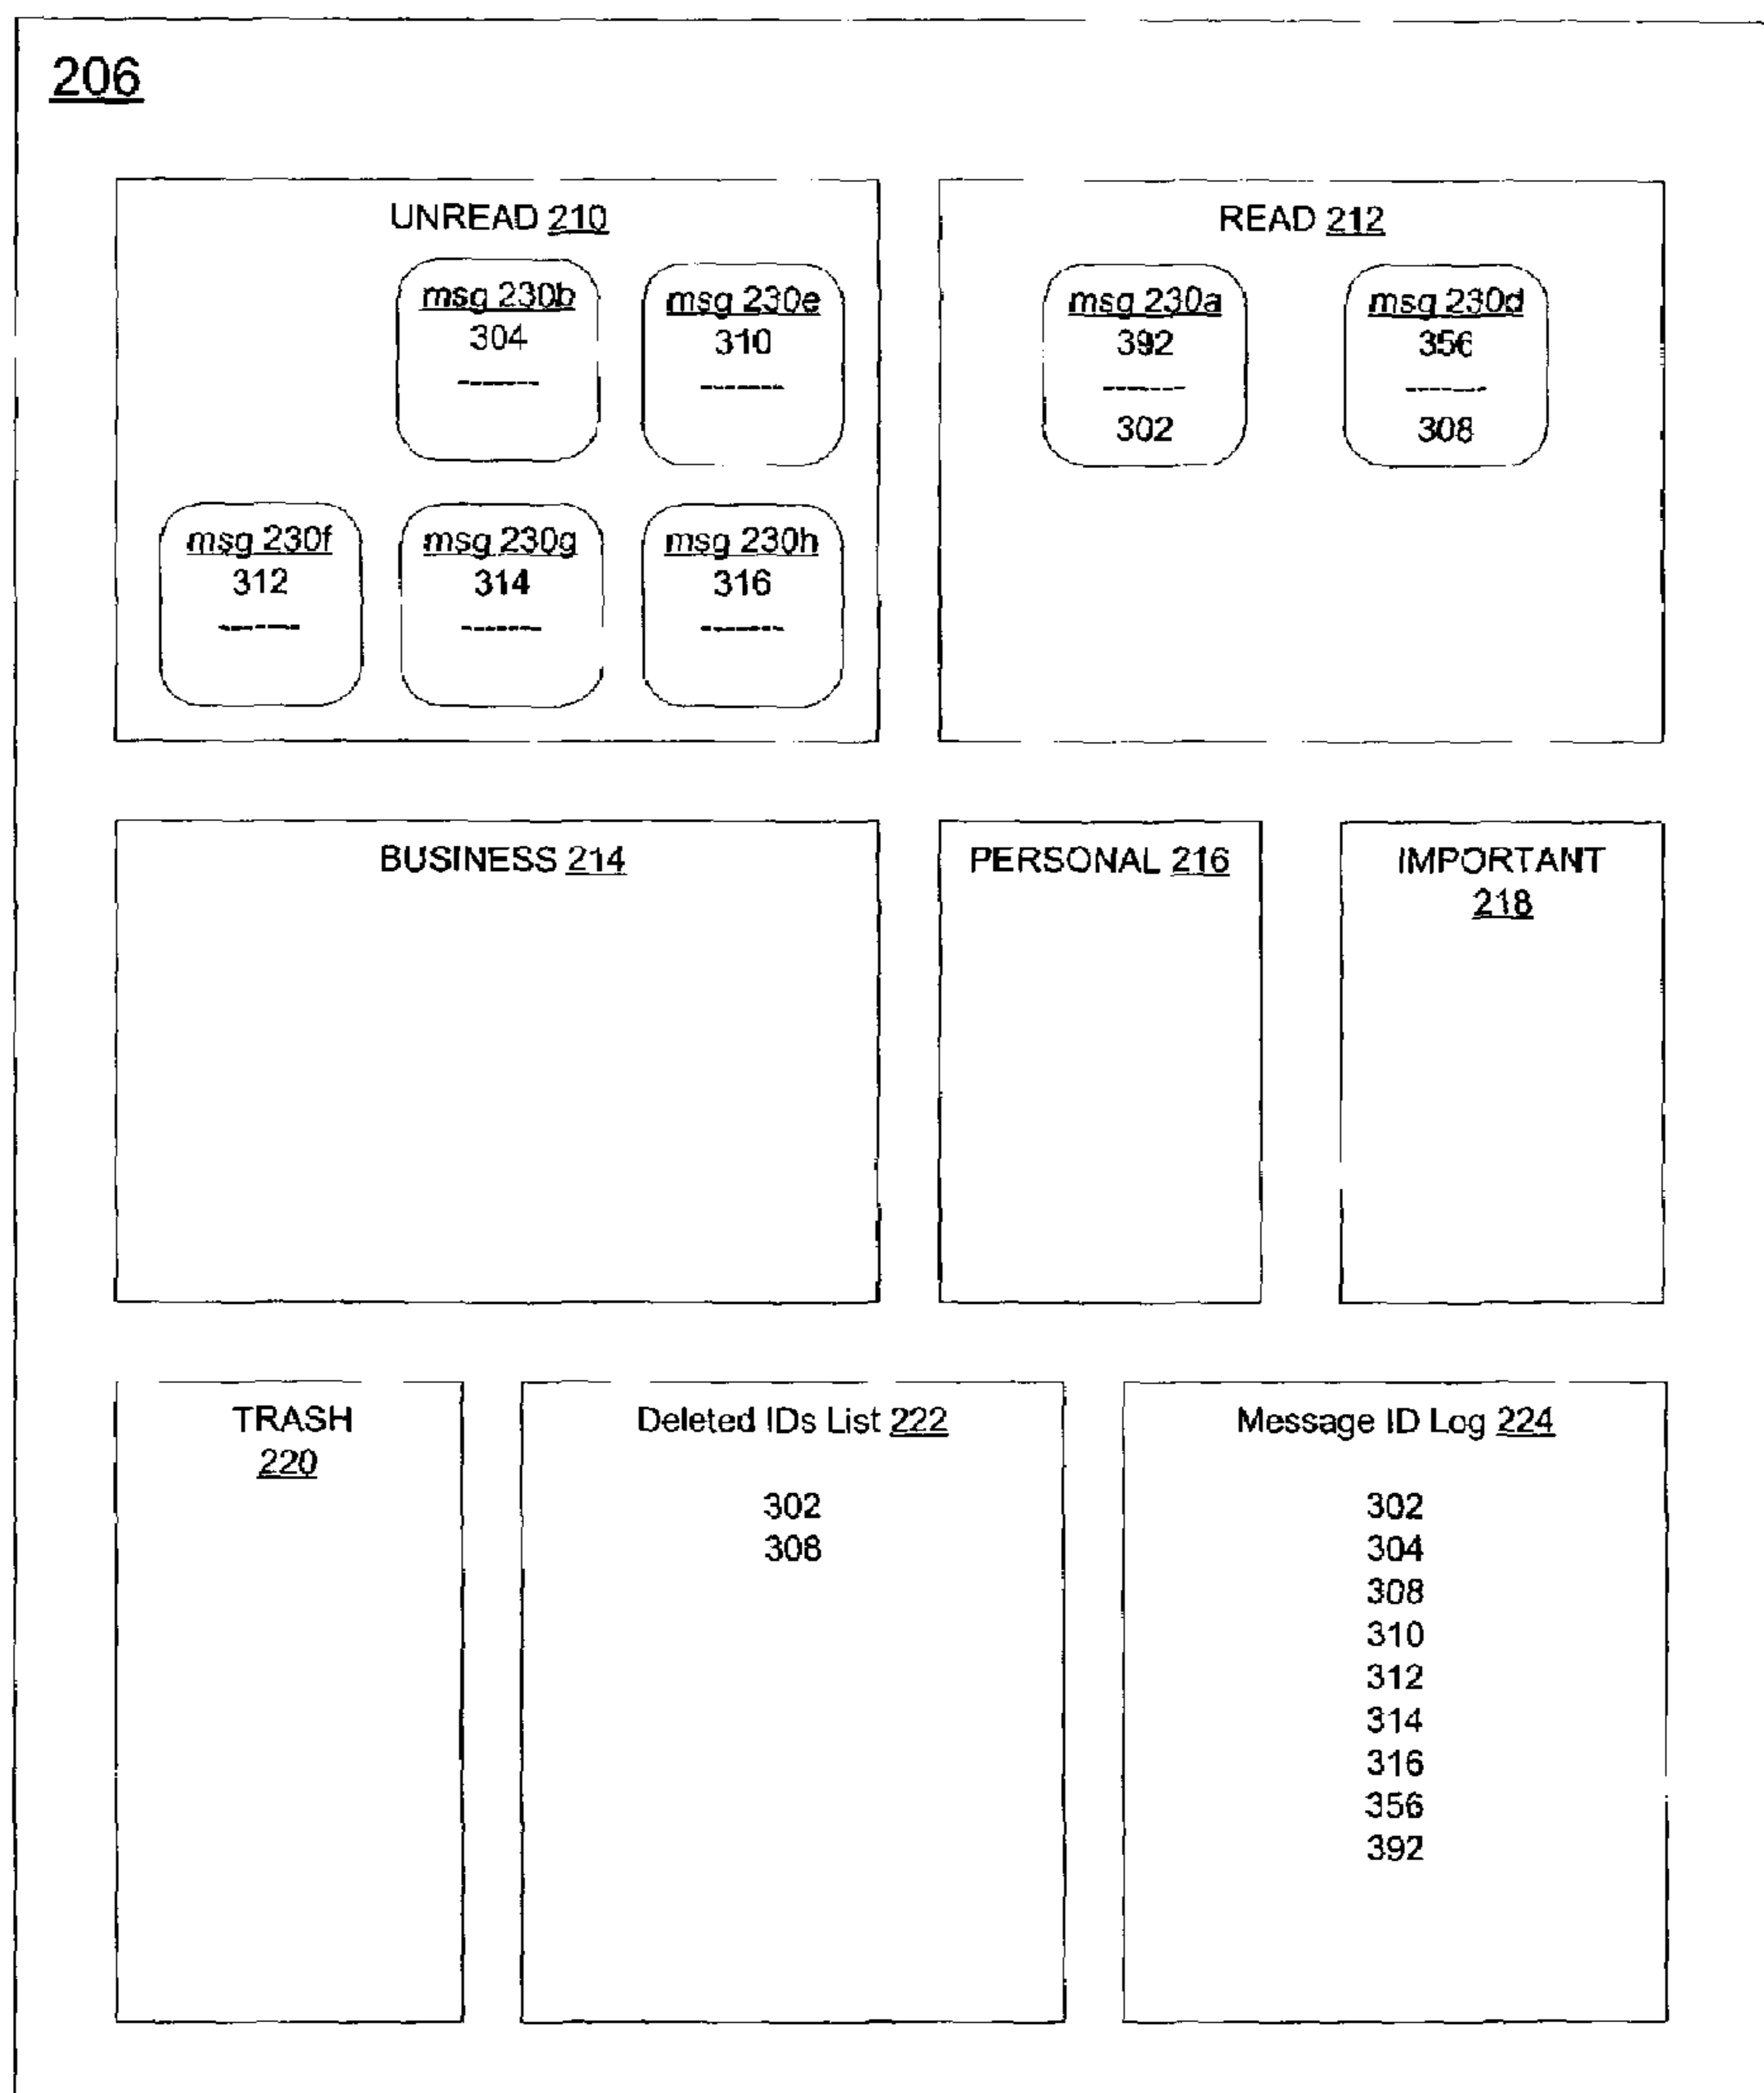 206
UNREAD 210
msg 230b
304
msg 230e
310
msg 230f
312
msg 230g
314
msg 230h
316
READ 212
msg 230a
392
302
msg 230d
356
308
BUSINESS 214
PERSONAL 216
IMPORTANT
218
TRASH
220
Deleted IDs List 222
302
308
Message ID Log 224
302
304
308
310
312
314
316
356
392